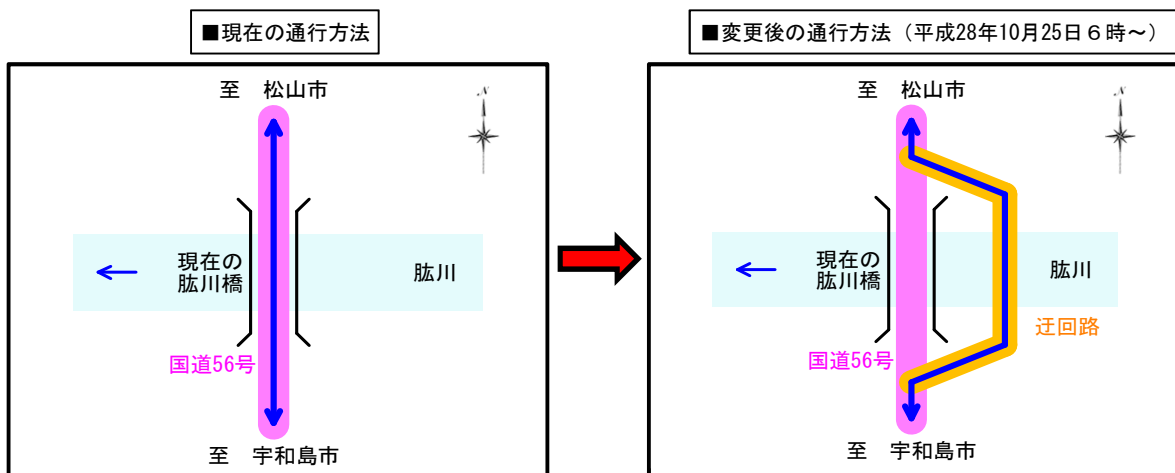 ■現在の通行方法
至　松山市
N
現在の
肱川橋
肱川
国道56号
至　宇和島市
■変更後の通行方法（平成28年10月25日６時～）
至　松山市
N
現在の
肱川橋
肱川
迂回路
国道56号
至　宇和島市